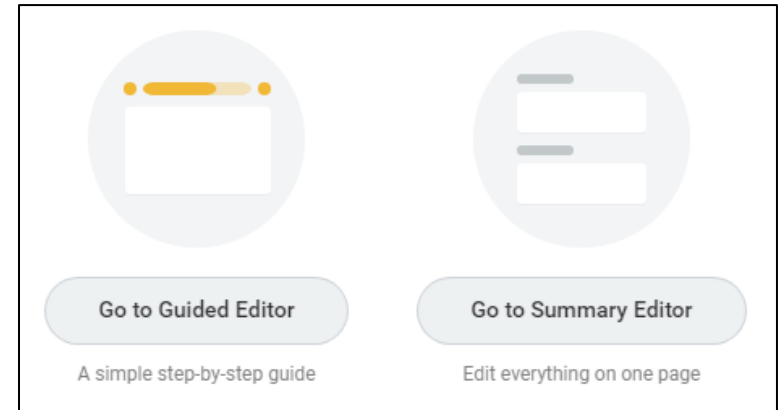 Go to Guided Editor
A simple step-by-step guide
Go to Summary Editor
Edit everything on one page